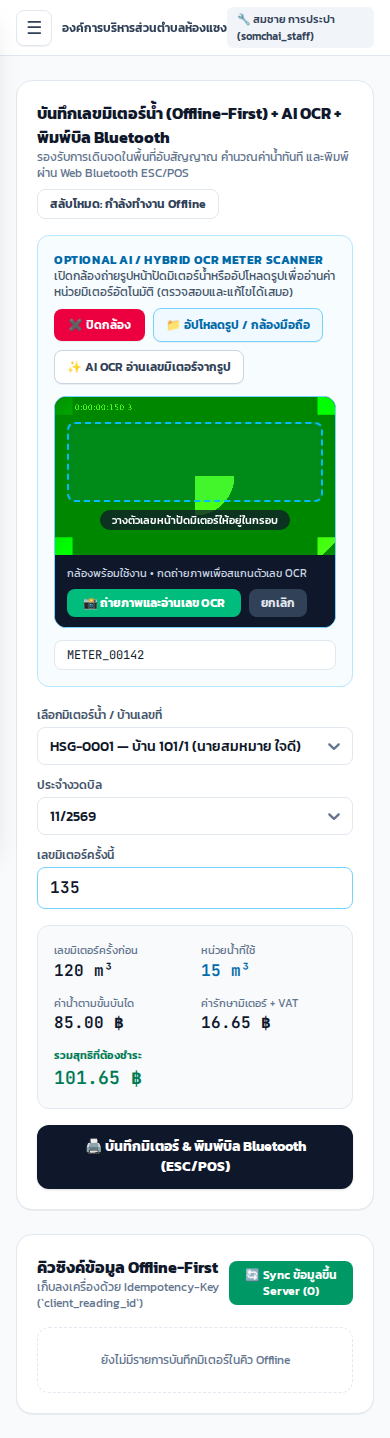 ☰ องค์การบริหารส่วนตำบลห้องแซง
🔧 สมชาย การประปา
(somchai_staff)
บันทึกเลขมิเตอร์น้ำ (Offline-First) + AI OCR +
พิมพ์บิล Bluetooth
รองรับการเดินจดในพื้นที่อับสัญญาณ คำนวณค่าน้ำทันที และพิมพ์
ผ่าน Web Bluetooth ESC/POS
สลับโหมด: กำลังทำงาน Offline
OPTIONAL AI / HYBRID OCR METER SCANNER
เปิดกล้องถ่ายรูปหน้าปัดมิเตอร์น้ำหรืออัปโหลดรูปเพื่ออ่านค่า
หน่วยมิเตอร์อัตโนมัติ (ตรวจสอบและแก้ไขได้เสมอ)
✖️ ปิดกล้อง
📁 อัปโหลดรูป / กล้องมือถือ
✨ AI OCR อ่านเลขมิเตอร์จากรูป
0:00:00:150 3
วางตัวเลขหน้าปัดมิเตอร์ให้อยู่ในกรอบ
กล้องพร้อมใช้งาน • กดถ่ายภาพเพื่อสแกนตัวเลข OCR
📸 ถ่ายภาพและอ่านเลข OCR
ยกเลิก
METER_00142
เลือกมิเตอร์น้ำ / บ้านเลขที่
HSG-0001 — บ้าน 101/1 (นายสมหมาย ใจดี)
ประจำงวดบิล
11/2569
เลขมิเตอร์ครั้งนี้
135
เลขมิเตอร์ครั้งก่อน
120 m³
หน่วยน้ำที่ใช้
15 m³
ค่าน้ำตามขั้นบันได
85.00 ฿
ค่ารักษามิเตอร์ + VAT
16.65 ฿
รวมสุทธิที่ต้องชำระ
101.65 ฿
🖨️ บันทึกมิเตอร์ & พิมพ์บิล Bluetooth
(ESC/POS)
คิวซิงค์ข้อมูล Offline-First
เก็บลงเครื่องด้วย Idempotency-Key
(`client_reading_id`)
🔄 Sync ข้อมูลขึ้น
Server (0)
ยังไม่มีรายการบันทึกมิเตอร์ในคิว Offline